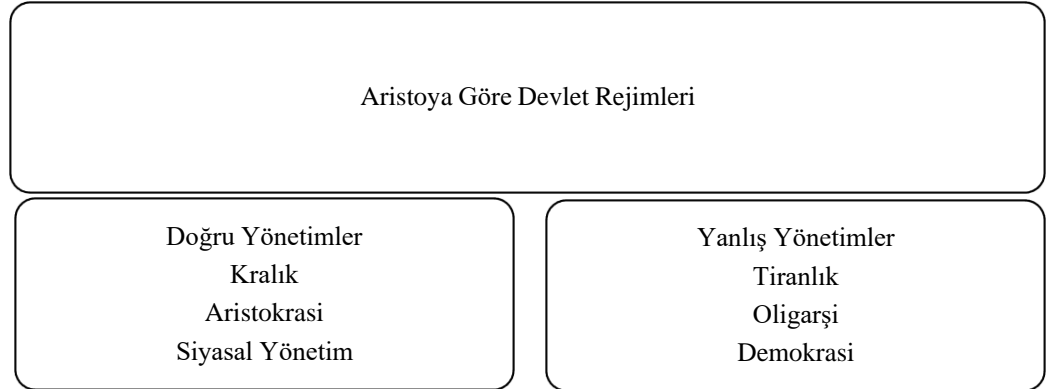 Aristoya Göre Devlet Rejimleri
Doğru Yönetimler
Kralık
Aristokrasi
Siyasal Yönetim
Yanlış Yönetimler
Tiranlık
Oligarşi
Demokrasi